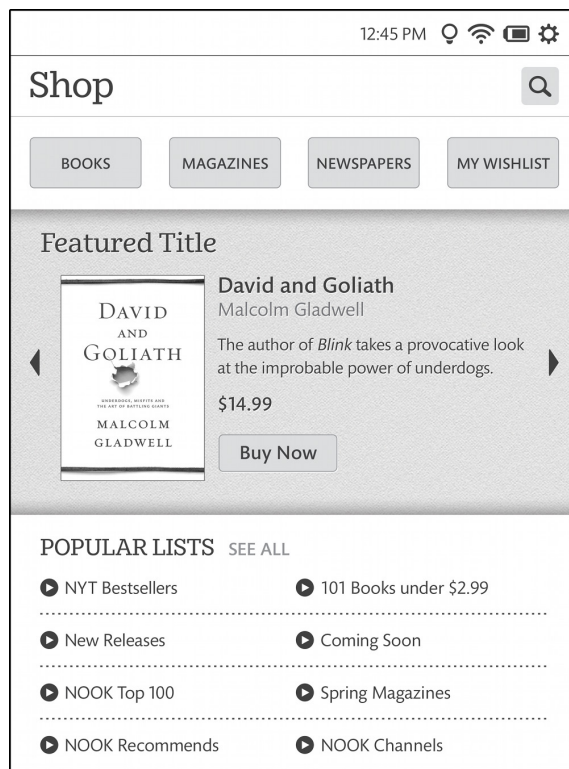 12:45 PM
Shop
BOOKS MAGAZINES NEWSPAPERS MY WISHLIST
Featured Title
DAVID
AND
GOLIATH
UNDERDOGS, MISFITS AND
THE ART OF BATTLING GIANTS
MALCOLM
GLADWELL
David and Goliath
Malcolm Gladwell
The author of Blink takes a provocative look
at the improbable power of underdogs.
$14.99
Buy Now
POPULAR LISTS SEE ALL
NYT Bestsellers 101 Books under $2.99
New Releases Coming Soon
NOOK Top 100 Spring Magazines
NOOK Recommends NOOK Channels